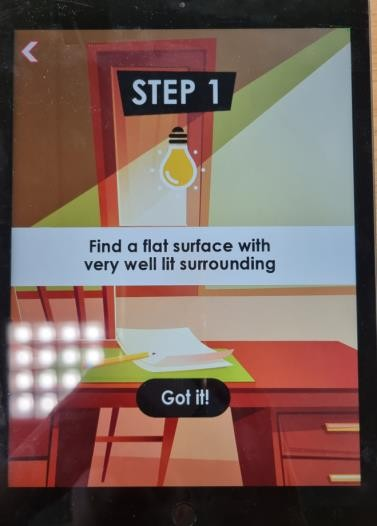 STEP 1
Find a flat surface with
very well lit surrounding
Got it!